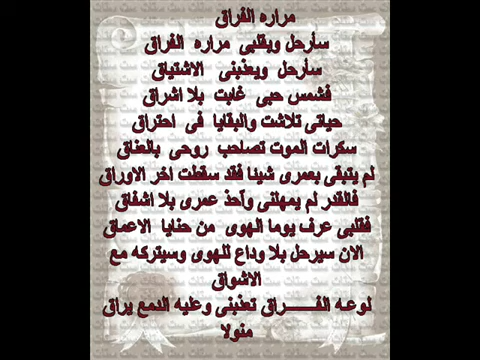 مراره الفراق
سأرحل وبقلبى مراره الفراق
سأرحل ويعذبنى الاشتياق
فشمس حبى غابت بلا اشراق
حياتى تلاشت والبقايا فى احتراق
سكرات الموت تصاحب روحى بالعناق
لم يتبقى بعمرى شيئا فقد سقطت اخر الاوراق
فالقدر لم يمهلنى وآخذ عمرى بلا اشفاق
فقلبى عرف يوما الهوى من حنايا الاعماق
الان سيرحل بلا وداع للهوى وسيتركه مع
الاشواق
لوعه الفـــــراق تعذبنى وعليه الدمع يراق
منولا